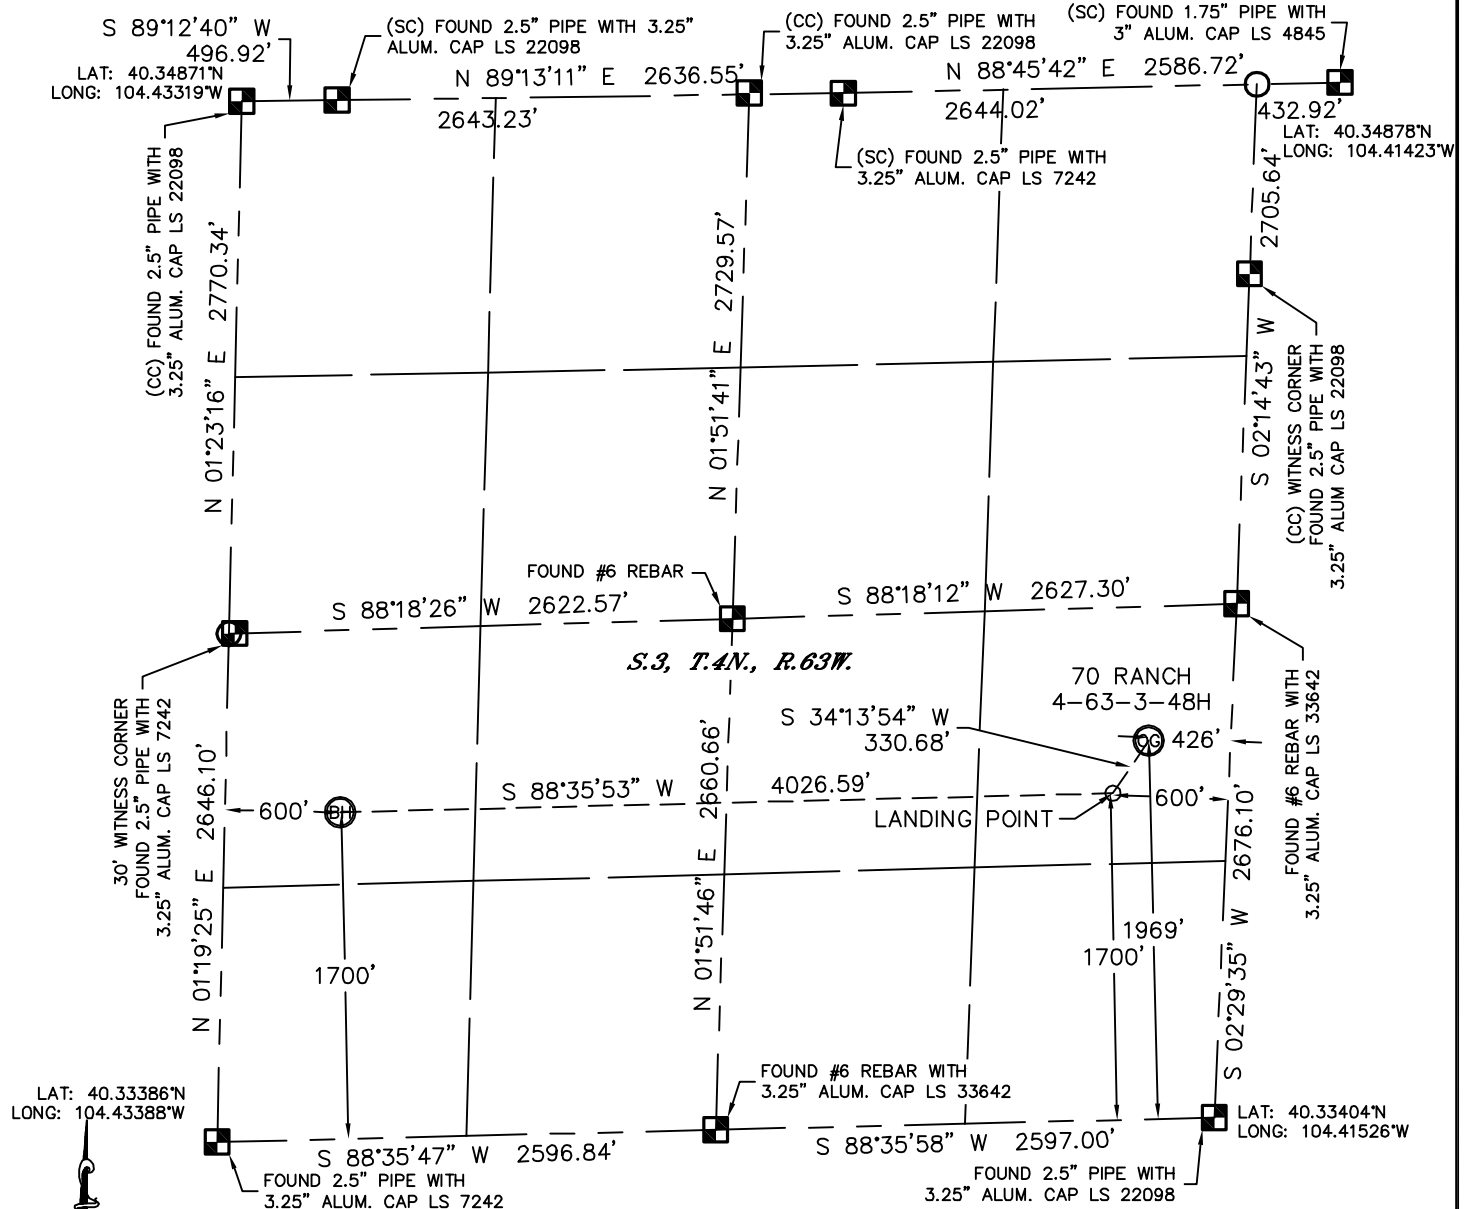 S 89°12'40" W
496.92'
(SC) FOUND 2.5" PIPE WITH 3.25"
ALUM. CAP LS 22098
(CC) FOUND 2.5" PIPE WITH
3.25" ALUM. CAP LS 22098
(SC) FOUND 1.75" PIPE WITH
3" ALUM. CAP LS 4845
LAT: 40.34871°N
LONG: 104.43319°W
N 89°13'11" E 2636.55'
2643.23'
N 88°45'42" E 2586.72'
2644.02'
432.92'
LAT: 40.34878°N
LONG: 104.41423°W
(SC) FOUND 2.5" PIPE WITH
3.25" ALUM. CAP LS 7242
(CC) FOUND 2.5" PIPE WITH
3.25" ALUM. CAP LS 22098
N 01°23'16" E 2770.34'
N 01°51'41" E 2729.57'
2705.64'
S 02°14'43" W
(CC) WITNESS CORNER
FOUND 2.5" PIPE WITH
3.25" ALUM CAP LS 22098
FOUND #6 REBAR
S 88°18'26" W 2622.57'
S 88°18'12" W 2627.30'
S.3, T.4N., R.63W.
70 RANCH
4-63-3-48H
S 34°13'54" W
330.68'
OG
426'
30' WITNESS CORNER
FOUND 2.5" PIPE WITH
3.25" ALUM. CAP LS 7242
N 01°19'25" E 2646.10'
600'
BH
S 88°35'53" W 4026.59'
LANDING POINT
600'
N 01°51'46" E 2660.66'
S 02°29'35" W 2676.10'
FOUND #6 REBAR WITH
3.25" ALUM. CAP LS 33642
1700'
1969'
1700'
FOUND #6 REBAR WITH
3.25" ALUM. CAP LS 33642
LAT: 40.33386°N
LONG: 104.43388°W
LAT: 40.33404°N
LONG: 104.41526°W
S 88°35'47" W 2596.84'
S 88°35'58" W 2597.00'
FOUND 2.5" PIPE WITH
3.25" ALUM. CAP LS 7242
FOUND 2.5" PIPE WITH
3.25" ALUM. CAP LS 22098